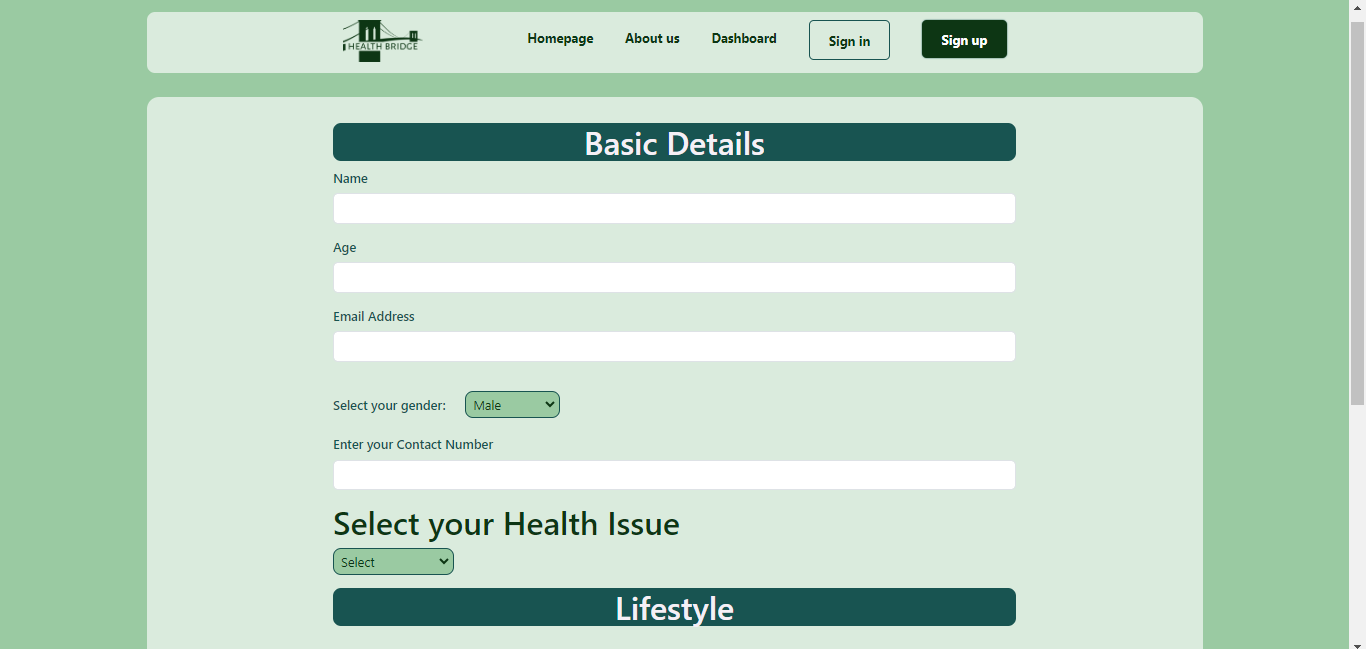 HEALTH BRIDGE
Homepage About us Dashboard Sign in Sign up
Basic Details
Name
Age
Email Address
Select your gender: Male
Enter your Contact Number
Select your Health Issue
Select
Lifestyle